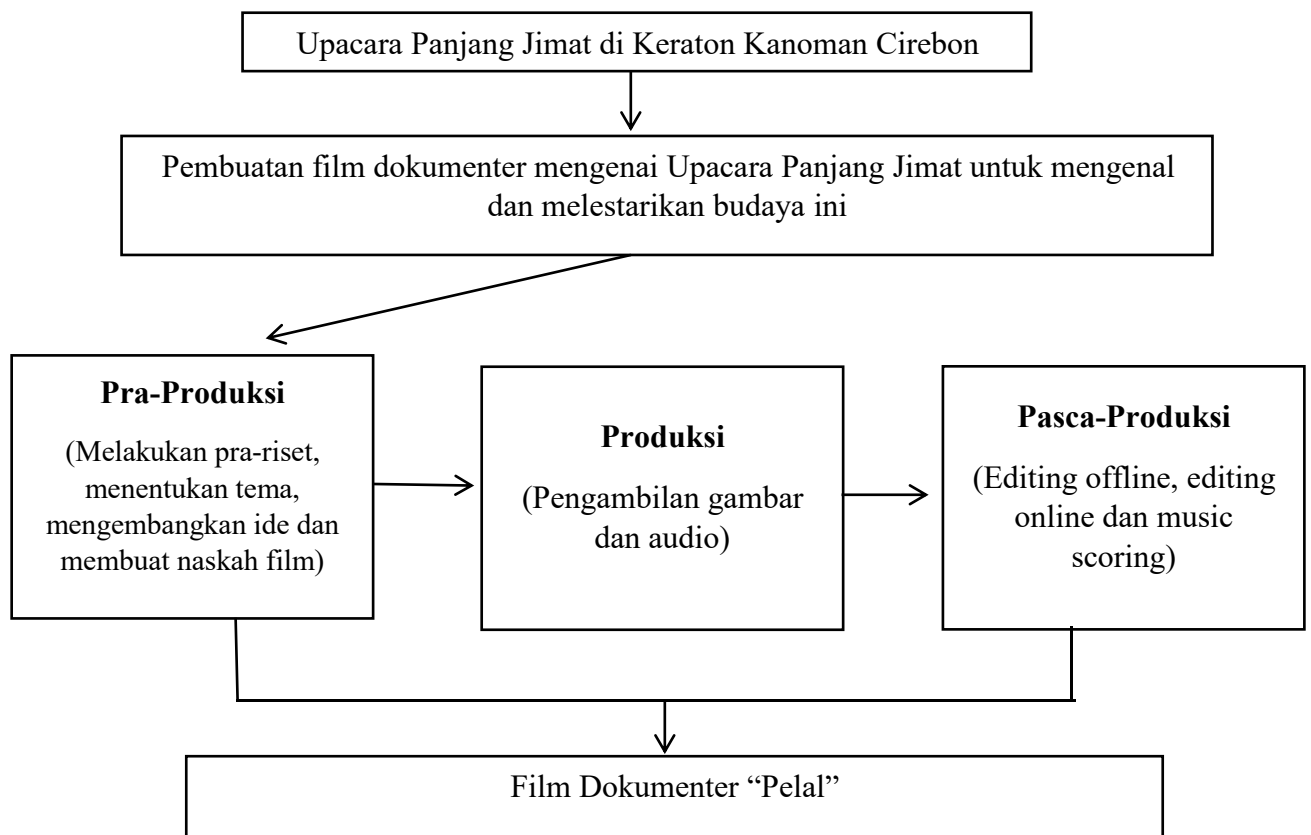 Upacara Panjang Jimat di Keraton Kanoman Cirebon
Pembuatan film dokumenter mengenai Upacara Panjang Jimat untuk mengenal
dan melestarikan budaya ini
Pra-Produksi
(Melakukan pra-riset,
menentukan tema,
mengembangkan ide dan
membuat naskah film)
Produksi
(Pengambilan gambar
dan audio)
Pasca-Produksi
(Editing offline, editing
online dan music
scoring)
Film Dokumenter “Pelal”